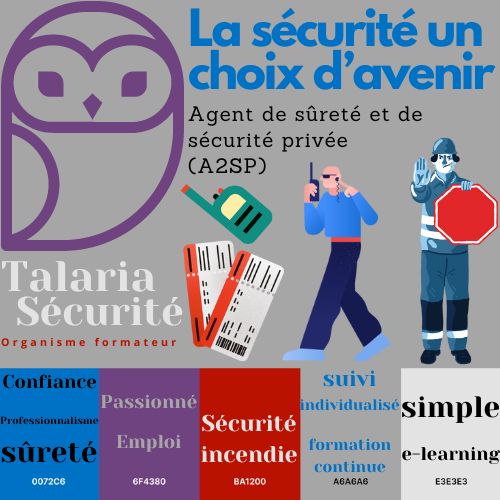 La sécurité un
choix d'avenir
Agent de sûreté et de
sécurité privée
(A2SP)
Talaria
Sécurité
Organisme formateur
Confiance
Professionnalisme
sûreté
0072C6
Passionné
Emploi
6F4380
Sécurité
incendie
BA1200
suivi
individualisé
formation
continue
A6A6A6
simple
e-learning
E3E3E3